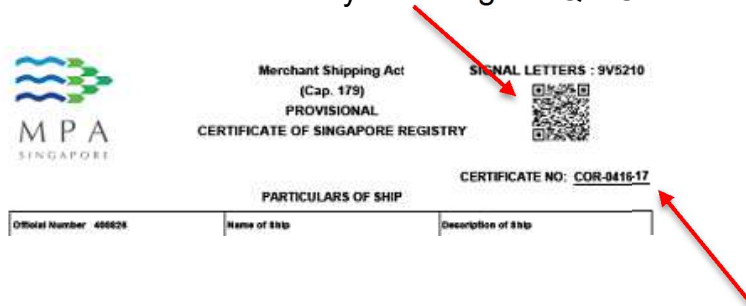 Merchant Shipping Act
SIGNAL LETTERS : 9V5210
(Cap. 179)
PROVISIONAL
CERTIFICATE OF SINGAPORE REGISTRY
MPA
SINGAPORE
CERTIFICATE NO: COR-0416-17
PARTICULARS OF SHIP
Official Number 400826
Name of Ship
Description of Ship